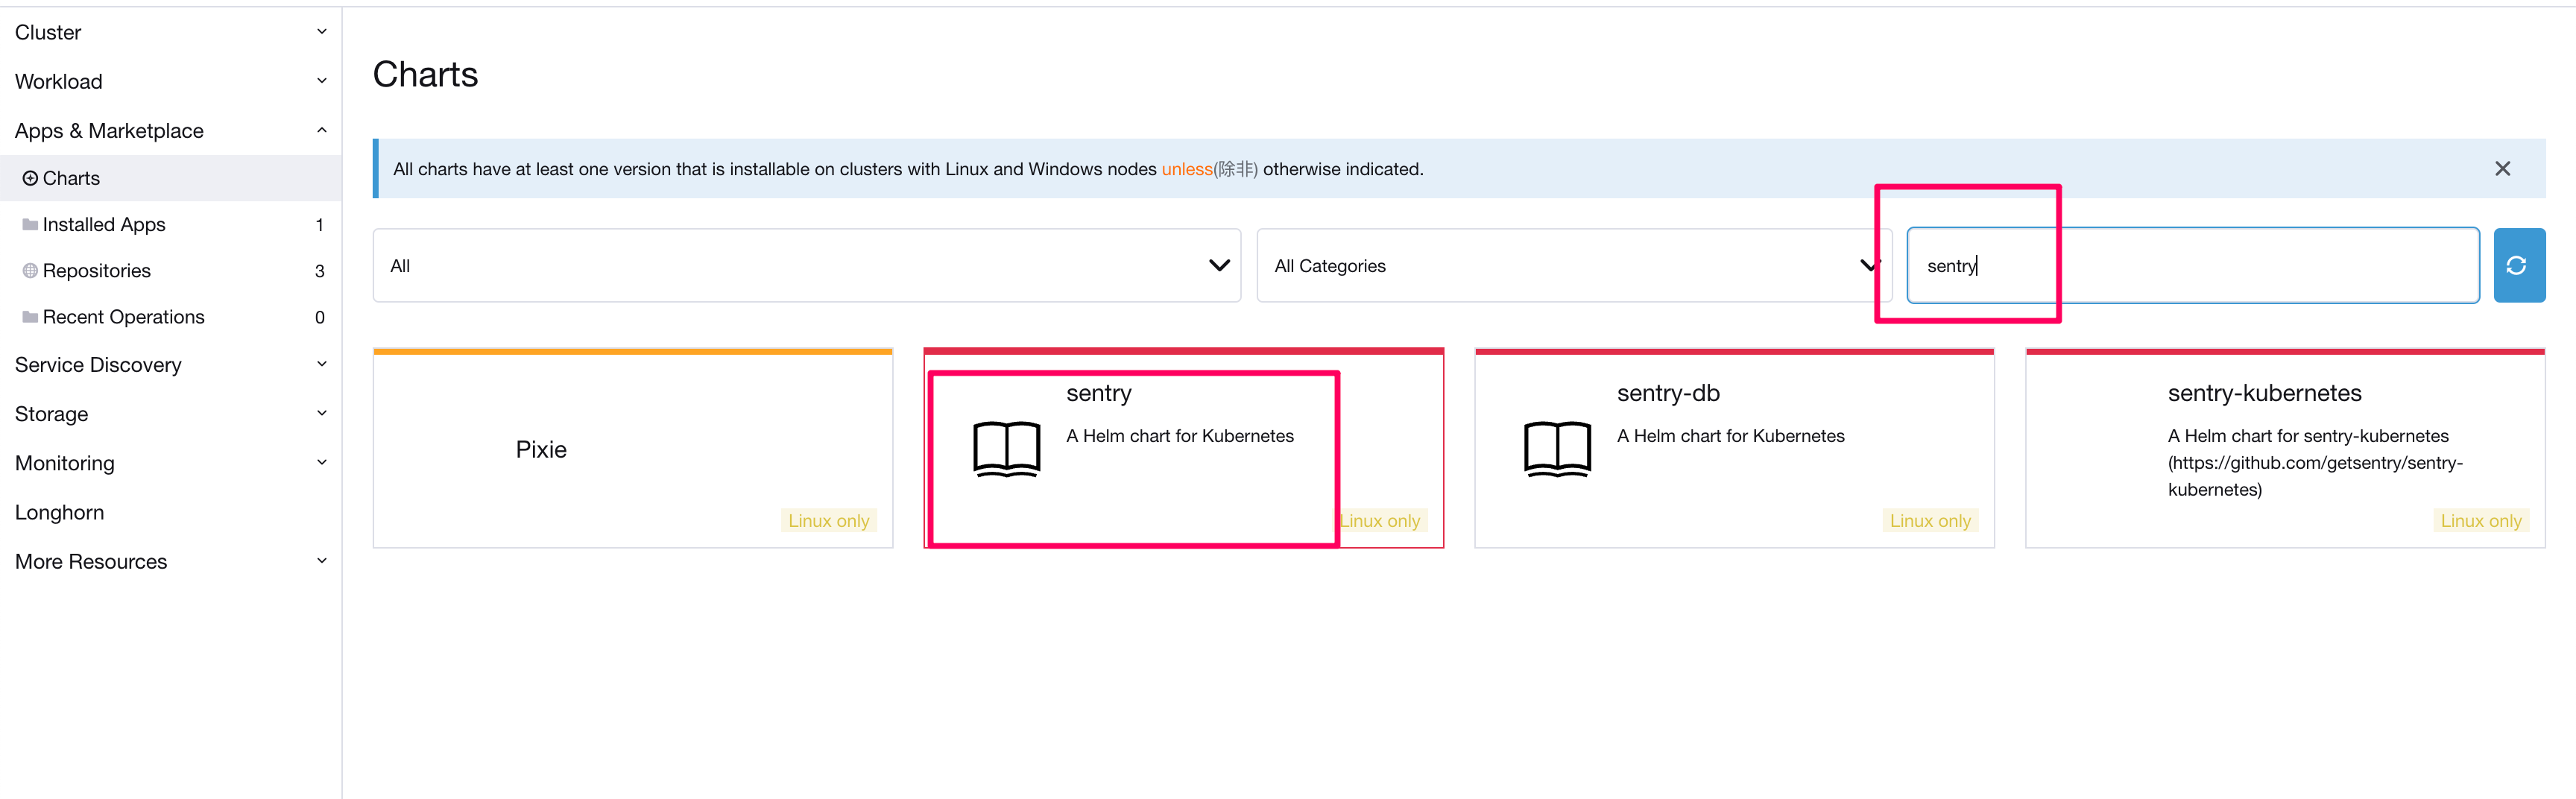 Cluster
Workload
Apps & Marketplace
Charts
Installed Apps 1
Repositories 3
Recent Operations 0
Service Discovery
Storage
Monitoring
Longhorn
More Resources
Charts
All charts have at least one version that is installable on clusters with Linux and Windows nodes unless(除非) otherwise indicated.
All
All Categories
sentry
Pixie
Linux only
sentry
A Helm chart for Kubernetes
Linux only
sentry-db
A Helm chart for Kubernetes
Linux only
sentry-kubernetes
A Helm chart for sentry-kubernetes
(https://github.com/getsentry/sentry-
kubernetes)
Linux only